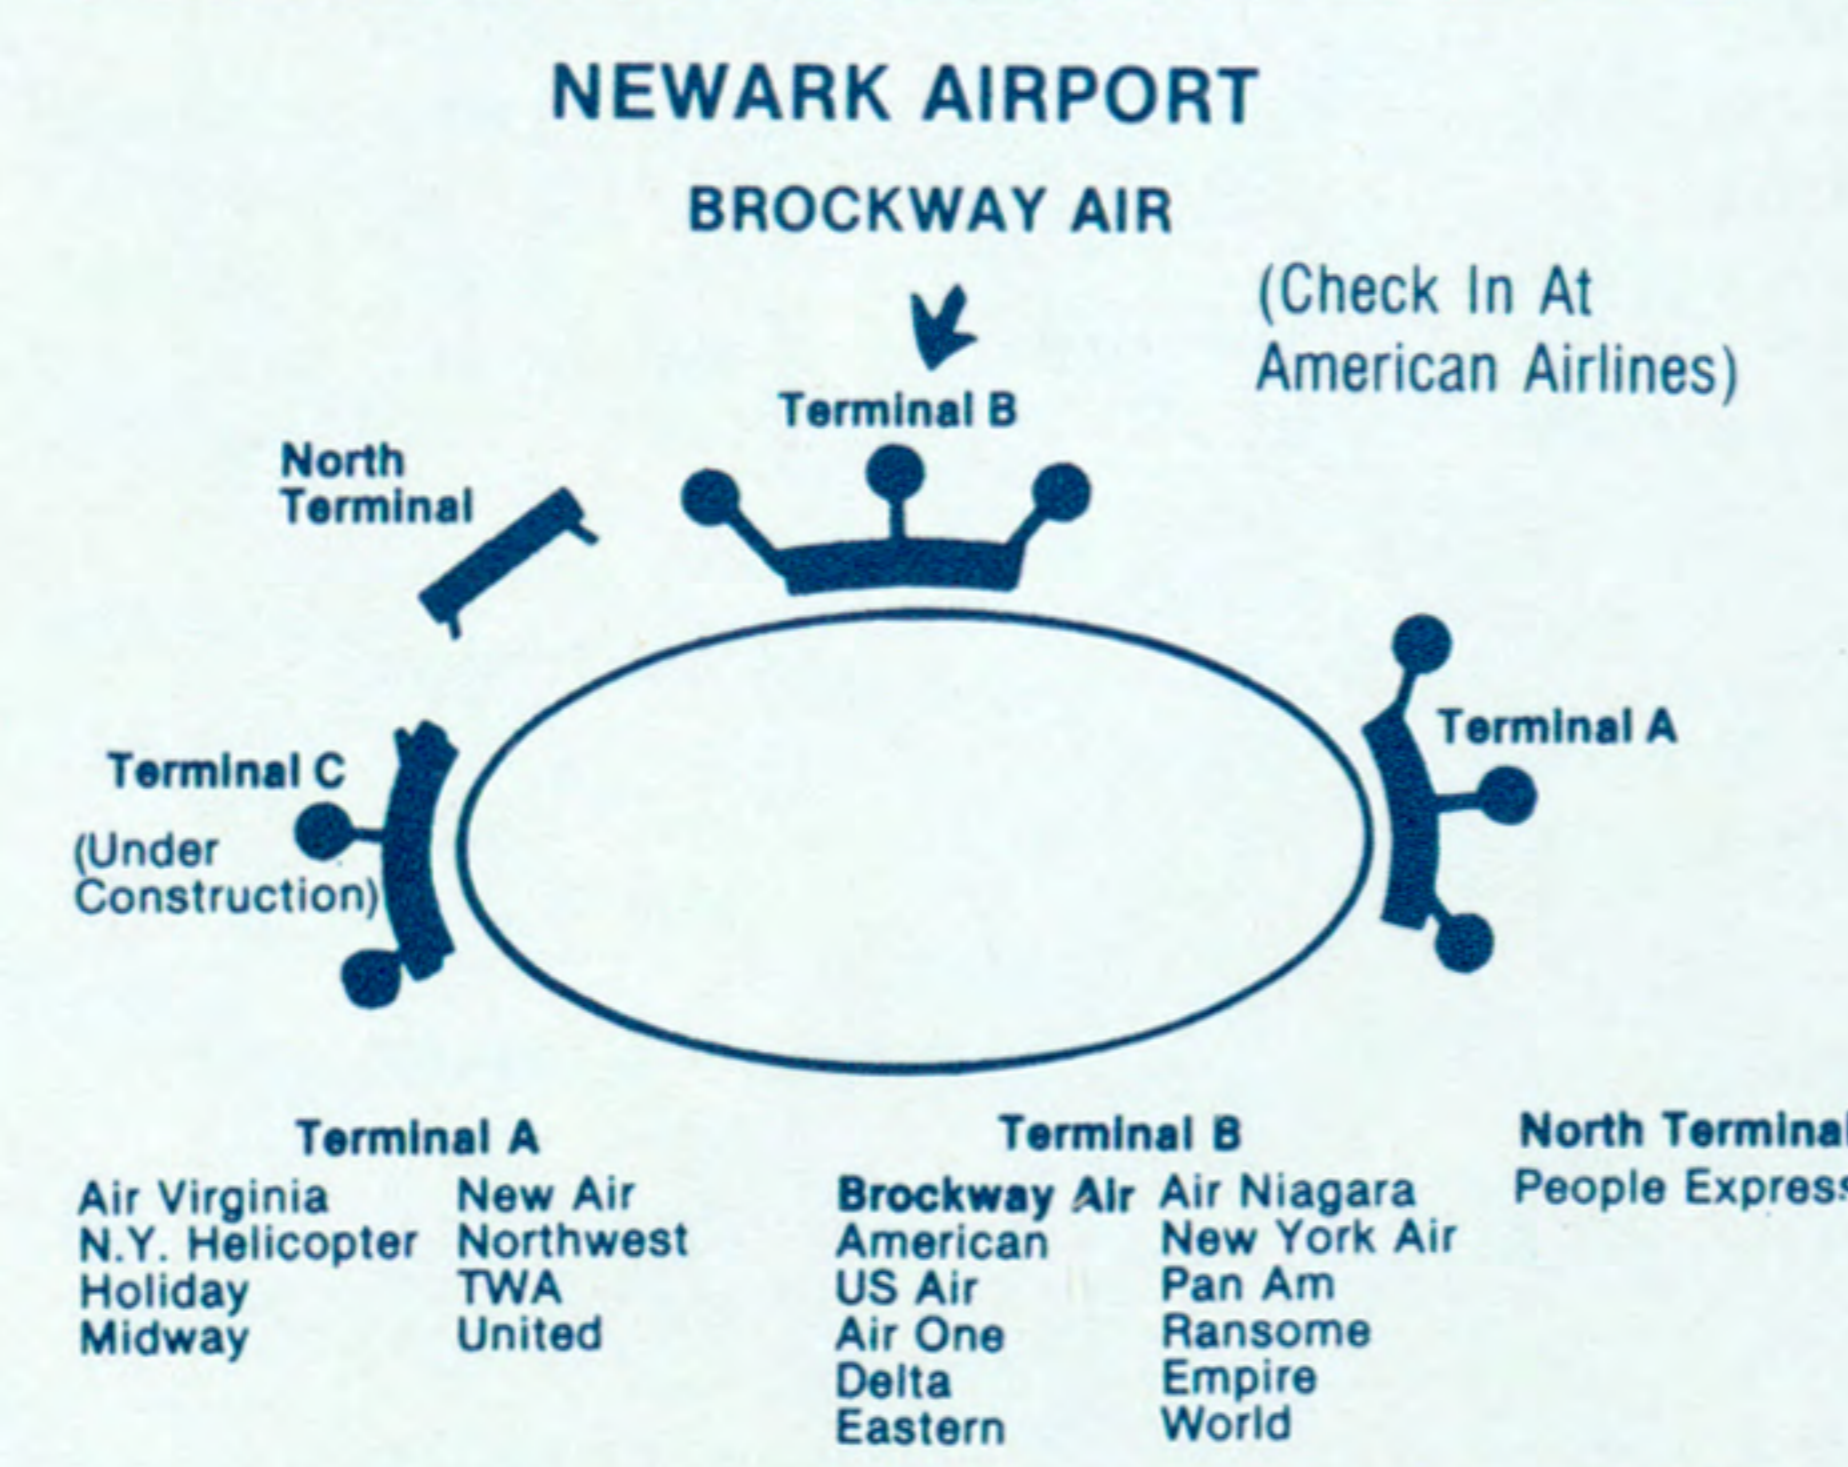 NEWARK AIRPORT
BROCKWAY AIR
(Check In At
American Airlines)
Terminal B
North
Terminal
Terminal A
Terminal C
(Under
Construction)
Terminal A
Air Virginia New Air
N.Y. Helicopter Northwest
Holiday TWA
Midway United
Terminal B
Brockway Air Air Niagara
American New York Air
US Air Pan Am
Air One Ransome
Delta Empire
Eastern World
North Terminal
People Express